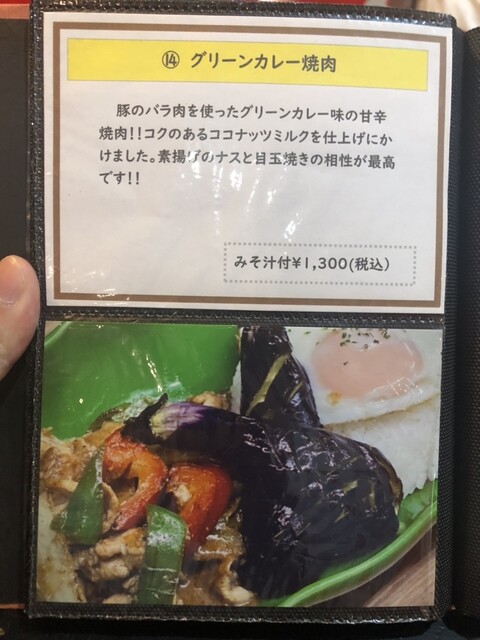 ⑭ グリーンカレー焼肉
豚のバラ肉を使ったグリーンカレー味の甘辛
焼肉!!コクのあるココナッツミルクを仕上げにか
けました。素揚げのナスと目玉焼きの相性が最高
です!!
みそ汁付¥1,300(税込)